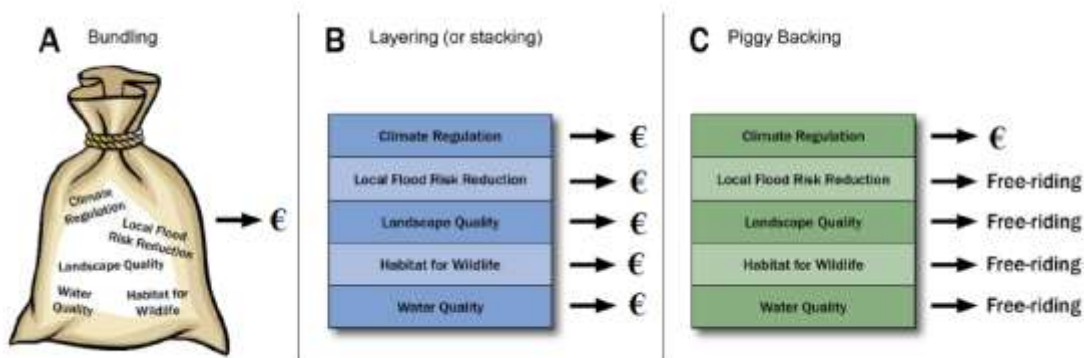 A Bundling
Climate
Regulation
Local Flood
Risk Reduction
Landscape Quality
Water
Quality
Habitat for
Wildlife
€
B Layering (or stacking)
Climate Regulation €
Local Flood Risk Reduction €
Landscape Quality €
Habitat for Wildlife €
Water Quality €
C Piggy Backing
Climate Regulation €
Local Flood Risk Reduction Free-riding
Landscape Quality Free-riding
Habitat for Wildlife Free-riding
Water Quality Free-riding